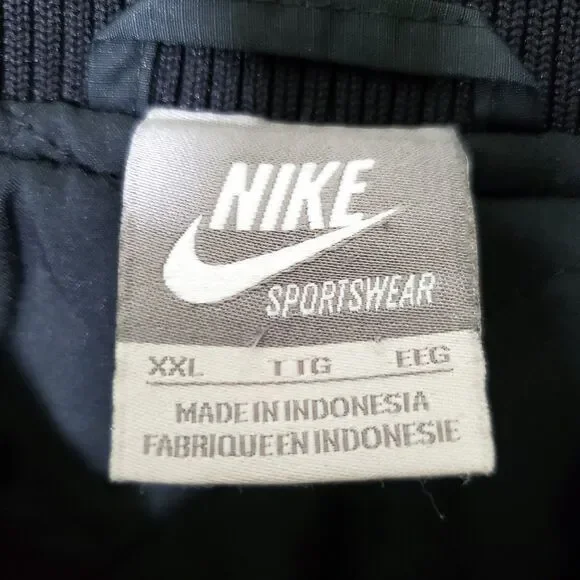 NIKE
SPORTSWEAR
XXL TTG EEG
MADE IN INDONESIA
FABRIQUE EN INDONESIE